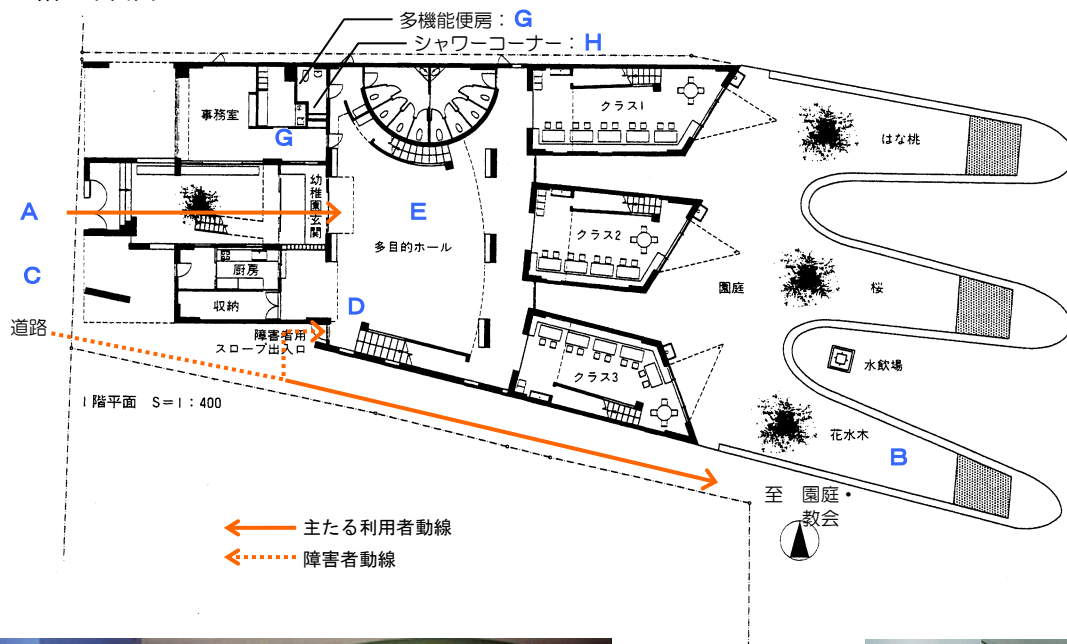 多機能便房：G
シャワーコーナー：H
事務室
G
クラス1
はな桃
A
幼稚園玄関
E
多目的ホール
クラス2
C
厨房
園庭
桜
収納
D
道路
障害者用
スロープ出入口
水飲場
クラス3
1階平面 S＝1：400
花水木
B
至 園庭・
教会
主たる利用者動線
障害者動線